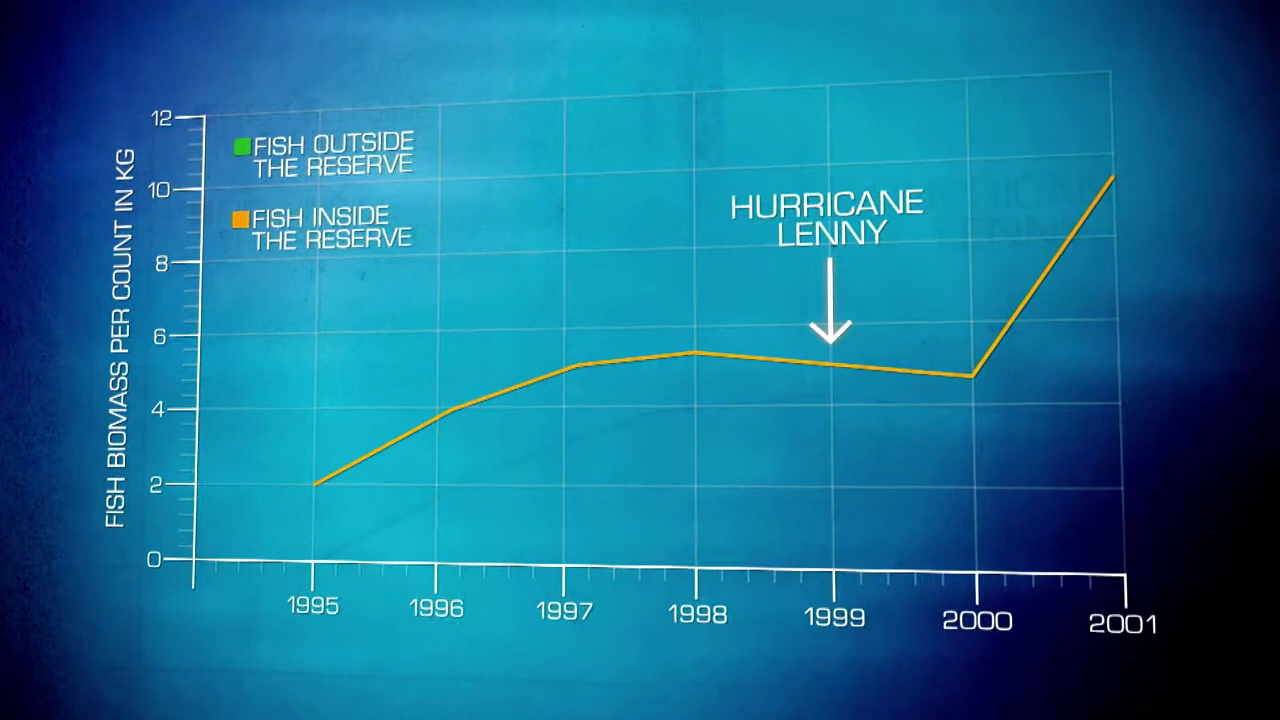 FISH BIOMASS PER COUNT IN KG
12
10
8
6
4
2
0
FISH OUTSIDE
THE RESERVE
FISH INSIDE
THE RESERVE
HURRICANE
LENNY
1995
1996
1997
1998
1999
2000
2001